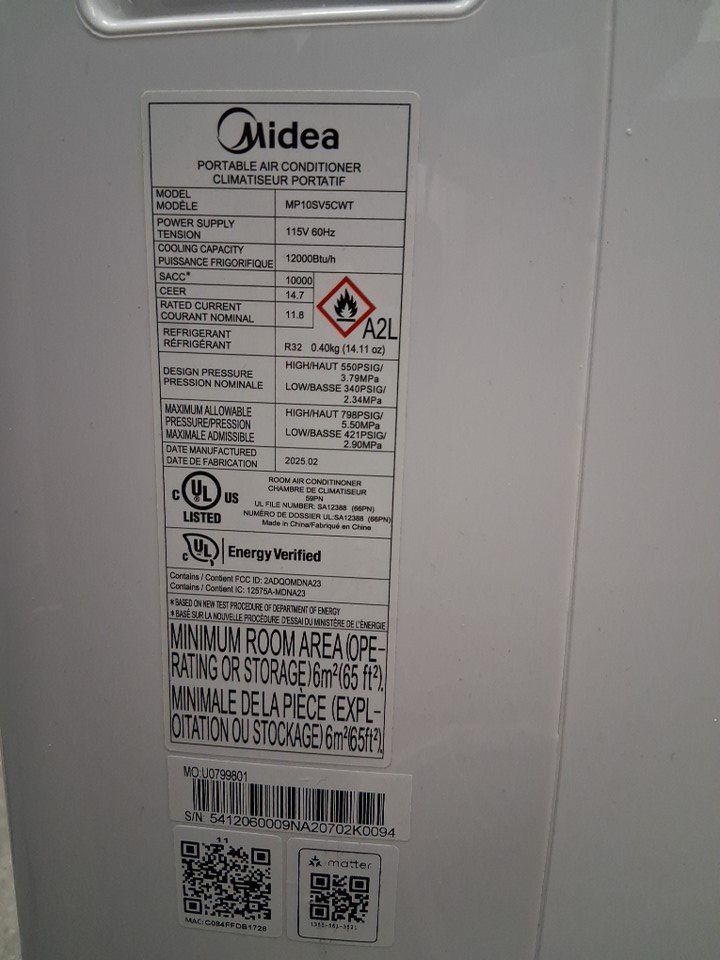 Midea
PORTABLE AIR CONDITIONER
CLIMATISEUR PORTATIF
MODEL
MODÈLE
MP10SV5CWT
POWER SUPPLY
TENSION
115V 60Hz
COOLING CAPACITY
PUISSANCE FRIGORIFIQUE
12000Btu/h
SACC*
10000
CEER
14.7
RATED CURRENT
COURANT NOMINAL
11.8
A2L
REFRIGERANT
RÉFRIGÉRANT
R32 0.40kg (14.11 oz)
DESIGN PRESSURE
PRESSION NOMINALE
HIGH/HAUT 550PSIG/
3.79MPa
LOW/BASSE 340PSIG/
2.34MPa
MAXIMUM ALLOWABLE
PRESSURE/PRESSION
MAXIMALE ADMISSIBLE
HIGH/HAUT 798PSIG/
5.50MPa
LOW/BASSE 421PSIG/
2.90MPa
DATE MANUFACTURED
DATE DE FABRICATION
2025.02
C UL US
LISTED
ROOM AIR CONDITINONER
CHAMBRE DE CLIMATISEUR
59PN
UL FILE NUMBER: SA12388 (66PN)
NUMÉRO DE DOSSIER UL:SA12388 (66PN)
Made in China/Fabriqué en Chine
c UL Energy Verified
Contains / Contient FCC ID: 2ADQOMDNA23
Contains / Contient IC: 12575A-MDNA23
* BASED ON NEW TEST PROCEDURE OF DEPARTMENT OF ENERGY
* BASÉ SUR LA NOUVELLE PROCÉDURE D'ESSAI DU MINISTÈRE DE L'ÉNERGIE
MINIMUM ROOM AREA (OPE-
RATING OR STORAGE) 6m²(65 ft²).
MINIMALE DE LA PIÈCE (EXPL-
OITATION OU STOCKAGE) 6m²(65ft²).
MO:U0799801
S/N: 5412060009NA20702K0094
11
MAC:C084FFDB1728
matter